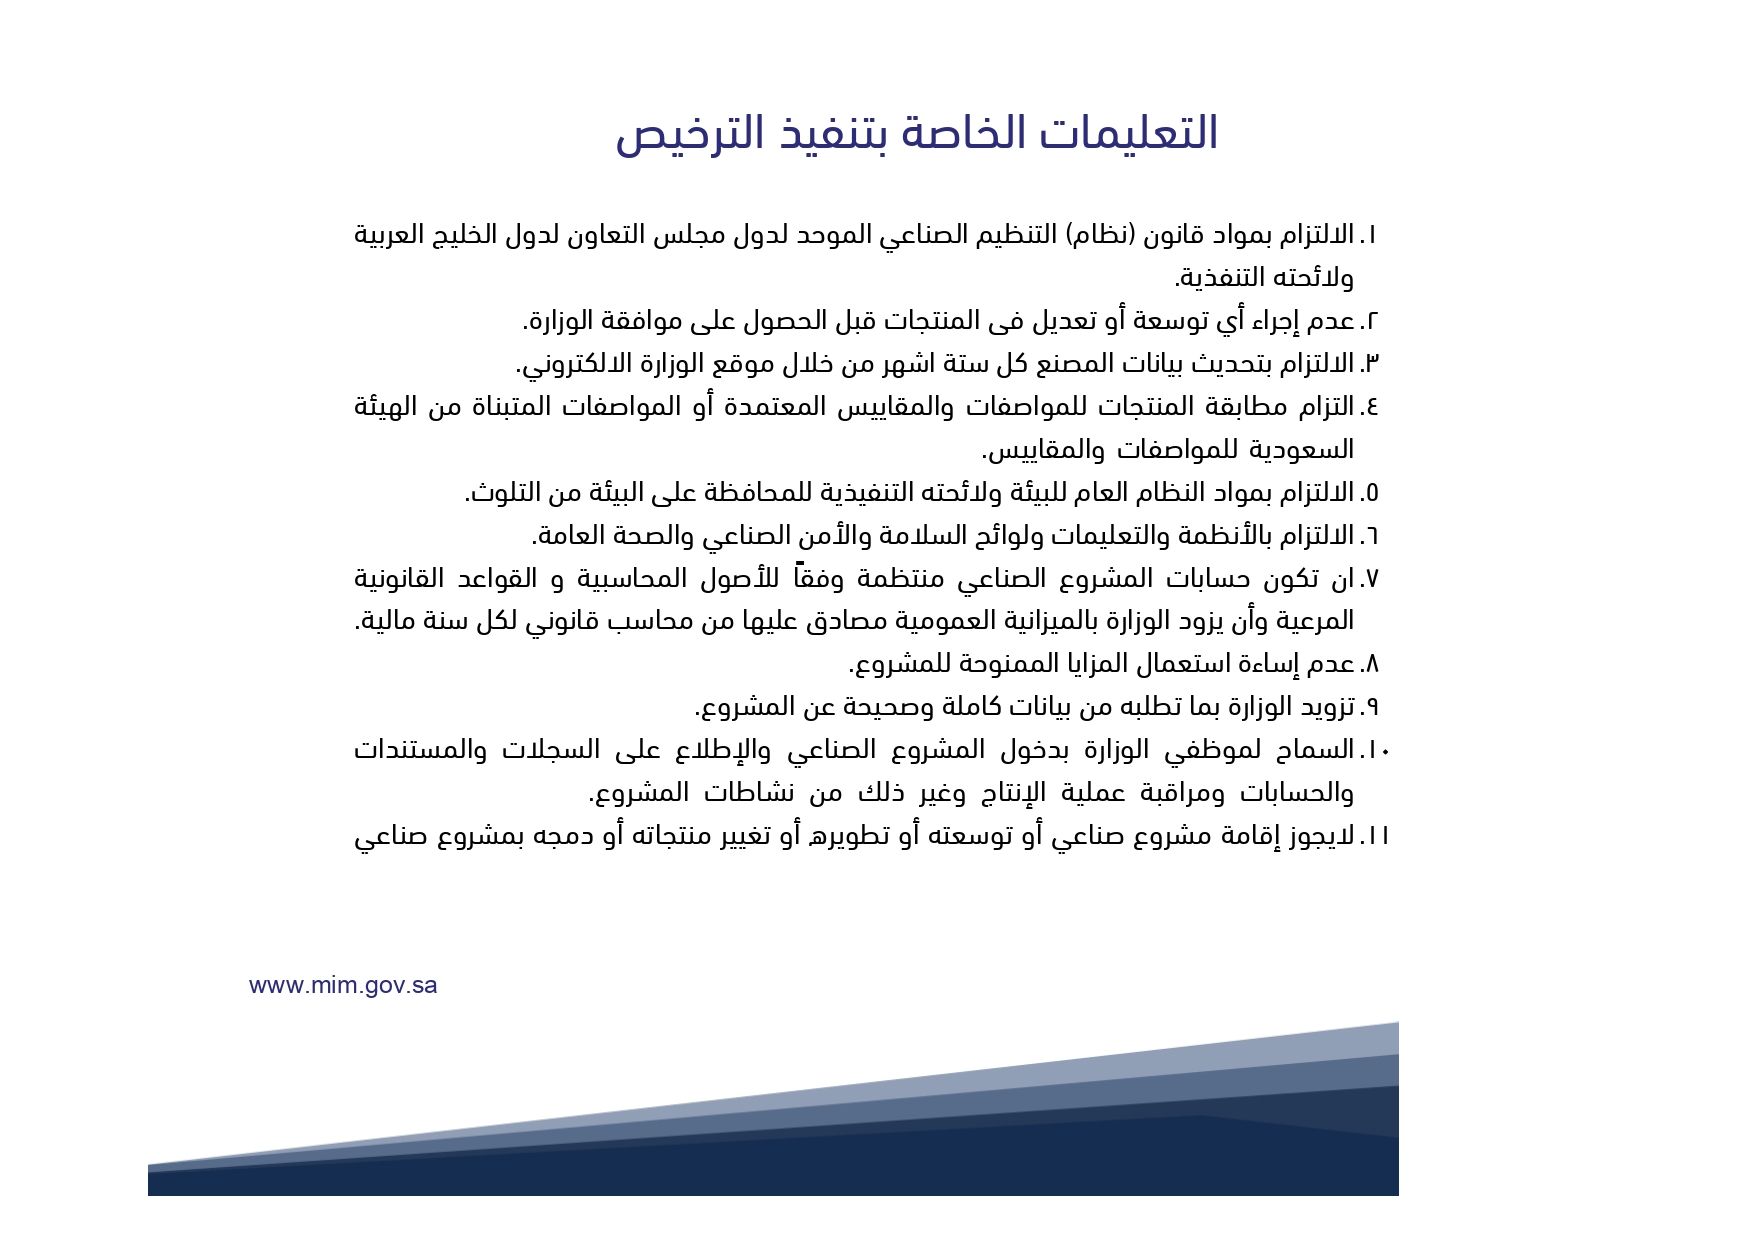 التعليمات الخاصة بتنفيذ الترخيص
١. الالتزام بمواد قانون (نظام) التنظيم الصناعي الموحد لدول مجلس التعاون لدول الخليج العربية
ولائحته التنفذية.
٢. عدم إجراء أي توسعة أو تعديل فى المنتجات قبل الحصول على موافقة الوزارة.
٣. الالتزام بتحديث بيانات المصنع كل ستة اشهر من خلال موقع الوزارة الالكتروني.
٤. التزام مطابقة المنتجات للمواصفات والمقاييس المعتمدة أو المواصفات المتبناة من الهيئة
السعودية للمواصفات والمقاييس.
٥. الالتزام بمواد النظام العام للبيئة ولائحته التنفيذية للمحافظة على البيئة من التلوث.
٦. الالتزام بالأنظمة والتعليمات ولوائح السلامة والأمن الصناعي والصحة العامة.
٧. ان تكون حسابات المشروع الصناعي منتظمة وفقاً للأصول المحاسبية و القواعد القانونية
المرعية وأن يزود الوزارة بالميزانية العمومية مصادق عليها من محاسب قانوني لكل سنة مالية.
٨. عدم إساءة استعمال المزايا الممنوحة للمشروع.
٩. تزويد الوزارة بما تطلبه من بيانات كاملة وصحيحة عن المشروع.
١٠. السماح لموظفي الوزارة بدخول المشروع الصناعي والإطلاع على السجلات والمستندات
والحسابات ومراقبة عملية الإنتاج وغير ذلك من نشاطات المشروع.
١١. لايجوز إقامة مشروع صناعي أو توسعته أو تطويره أو تغيير منتجاته أو دمجه بمشروع صناعي
www.mim.gov.sa